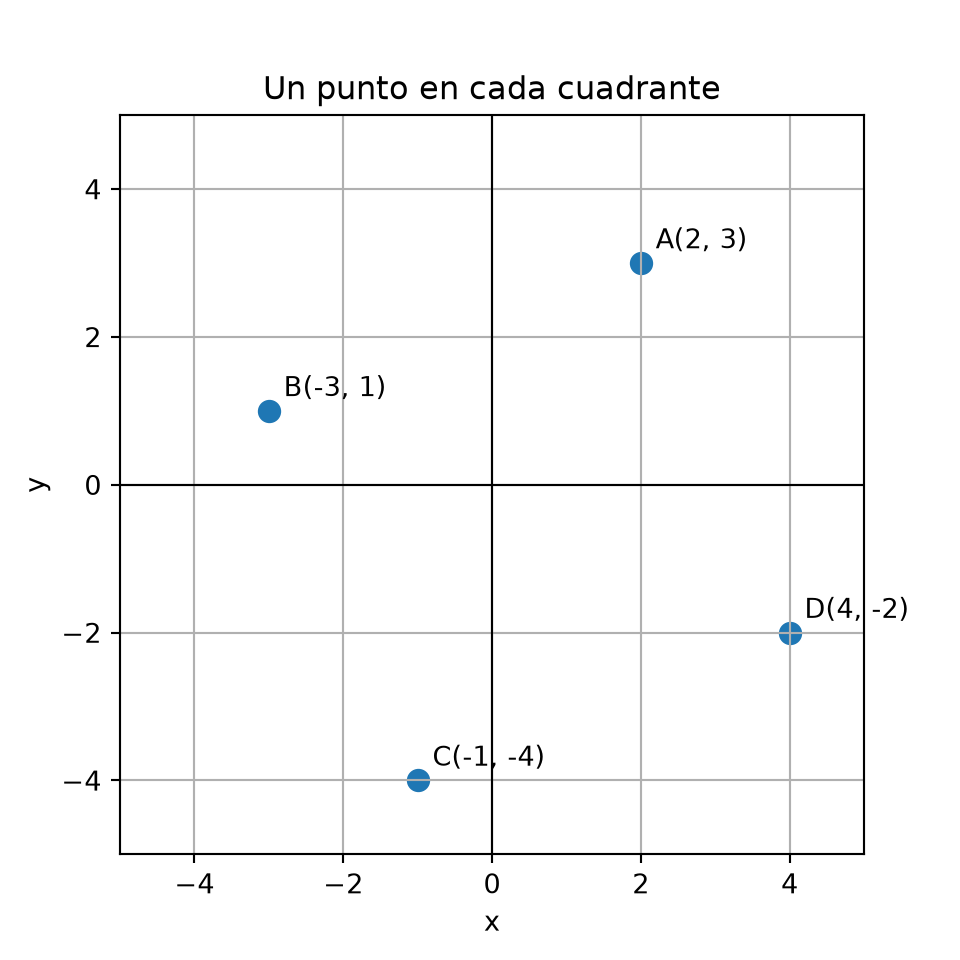 Un punto en cada cuadrante
4
A(2, 3)
2
B(-3, 1)
y
0
D(4, -2)
−2
C(-1, -4)
−4
−4 −2 0 2 4
x